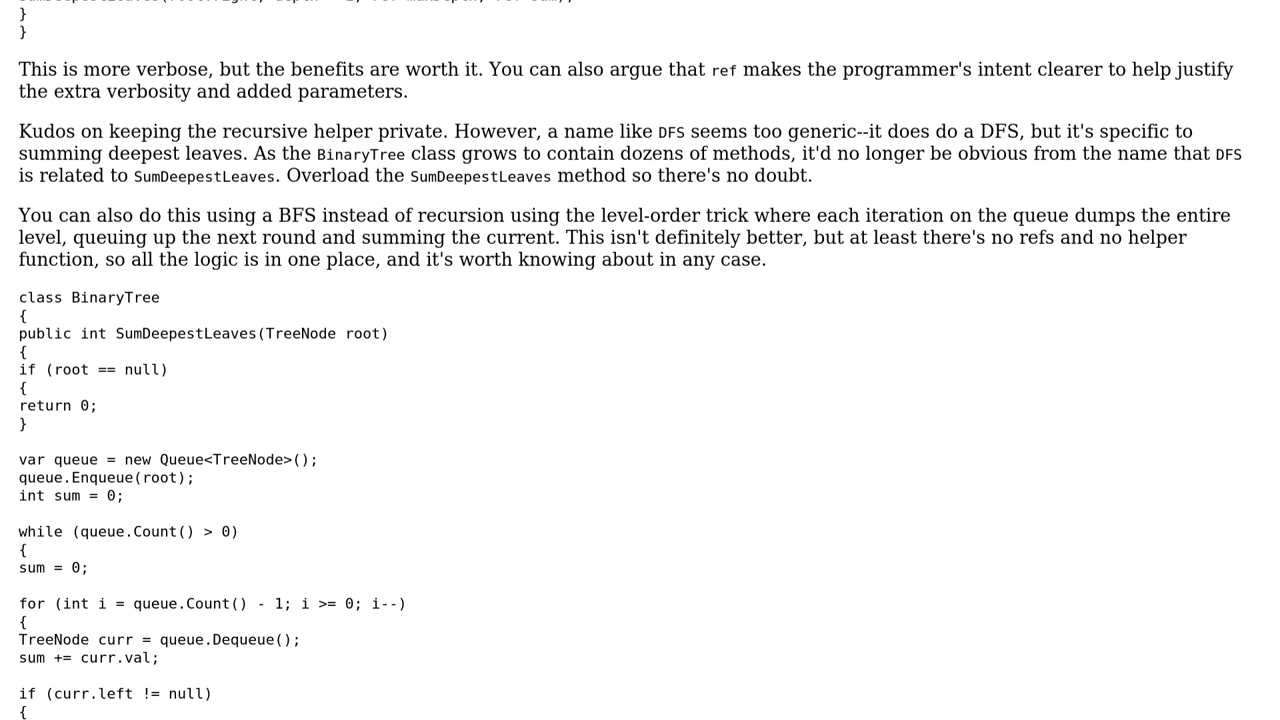 }
}
This is more verbose, but the benefits are worth it. You can also argue that ref makes the programmer's intent clearer to help justify
the extra verbosity and added parameters.
Kudos on keeping the recursive helper private. However, a name like DFS seems too generic--it does do a DFS, but it's specific to
summing deepest leaves. As the BinaryTree class grows to contain dozens of methods, it'd no longer be obvious from the name that DFS
is related to SumDeepestLeaves. Overload the SumDeepestLeaves method so there's no doubt.
You can also do this using a BFS instead of recursion using the level-order trick where each iteration on the queue dumps the entire
level, queuing up the next round and summing the current. This isn't definitely better, but at least there's no refs and no helper
function, so all the logic is in one place, and it's worth knowing about in any case.
class BinaryTree
{
public int SumDeepestLeaves(TreeNode root)
{
if (root == null)
{
return 0;
}
var queue = new Queue<TreeNode>();
queue.Enqueue(root);
int sum = 0;
while (queue.Count() > 0)
{
sum = 0;
for (int i = queue.Count() - 1; i >= 0; i--)
{
TreeNode curr = queue.Dequeue();
sum += curr.val;
if (curr.left != null)
{